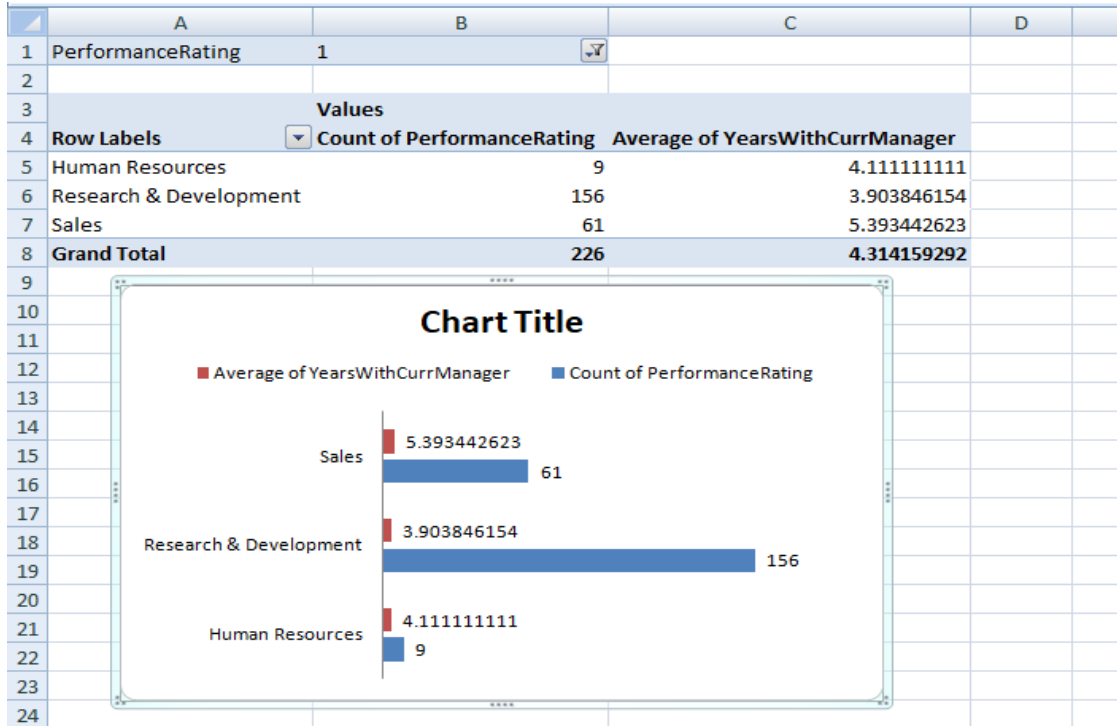 A B C D
1 PerformanceRating 1
2
3 Values
4 Row Labels Count of PerformanceRating Average of YearsWithCurrManager
5 Human Resources 9 4.111111111
6 Research & Development 156 3.903846154
7 Sales 61 5.393442623
8 Grand Total 226 4.314159292
9
10
11
12
13
14
15
16
17
18
19
20
21
22
23
24
Chart Title
Average of YearsWithCurrManager Count of PerformanceRating
5.393442623
Sales
61
3.903846154
Research & Development
156
4.111111111
Human Resources
9